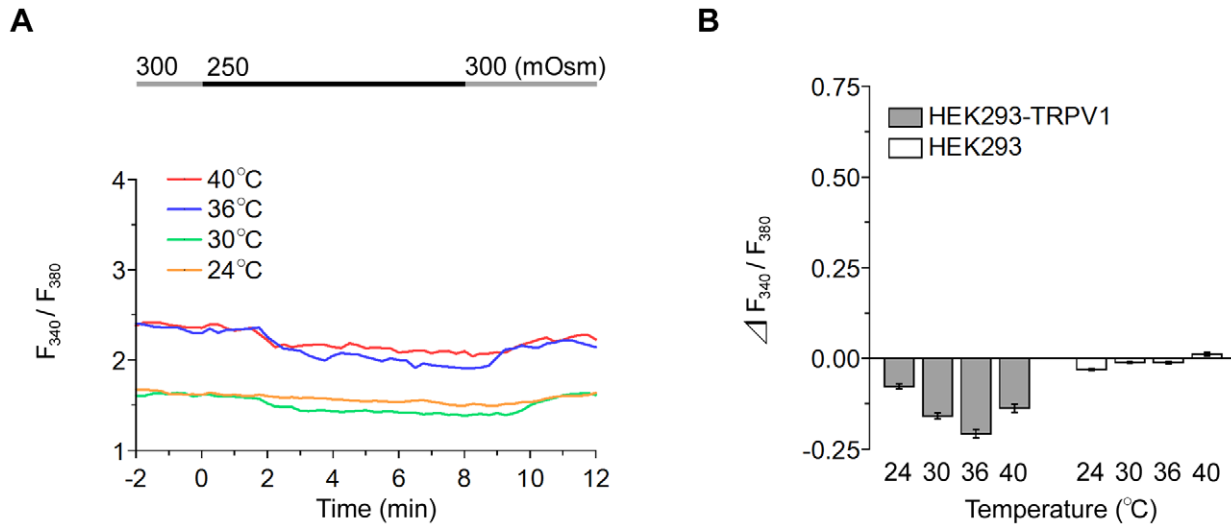 A
300 250 300 (mOsm)
4
3
2
1
F340 / F380
40°C
36°C
30°C
24°C
-2 0 2 4 6 8 10 12
Time (min)
B
0.75
0.50
0.25
0.00
-0.25
⊿ F340 / F380
HEK293-TRPV1
HEK293
24 30 36 40 24 30 36 40
Temperature (°C)